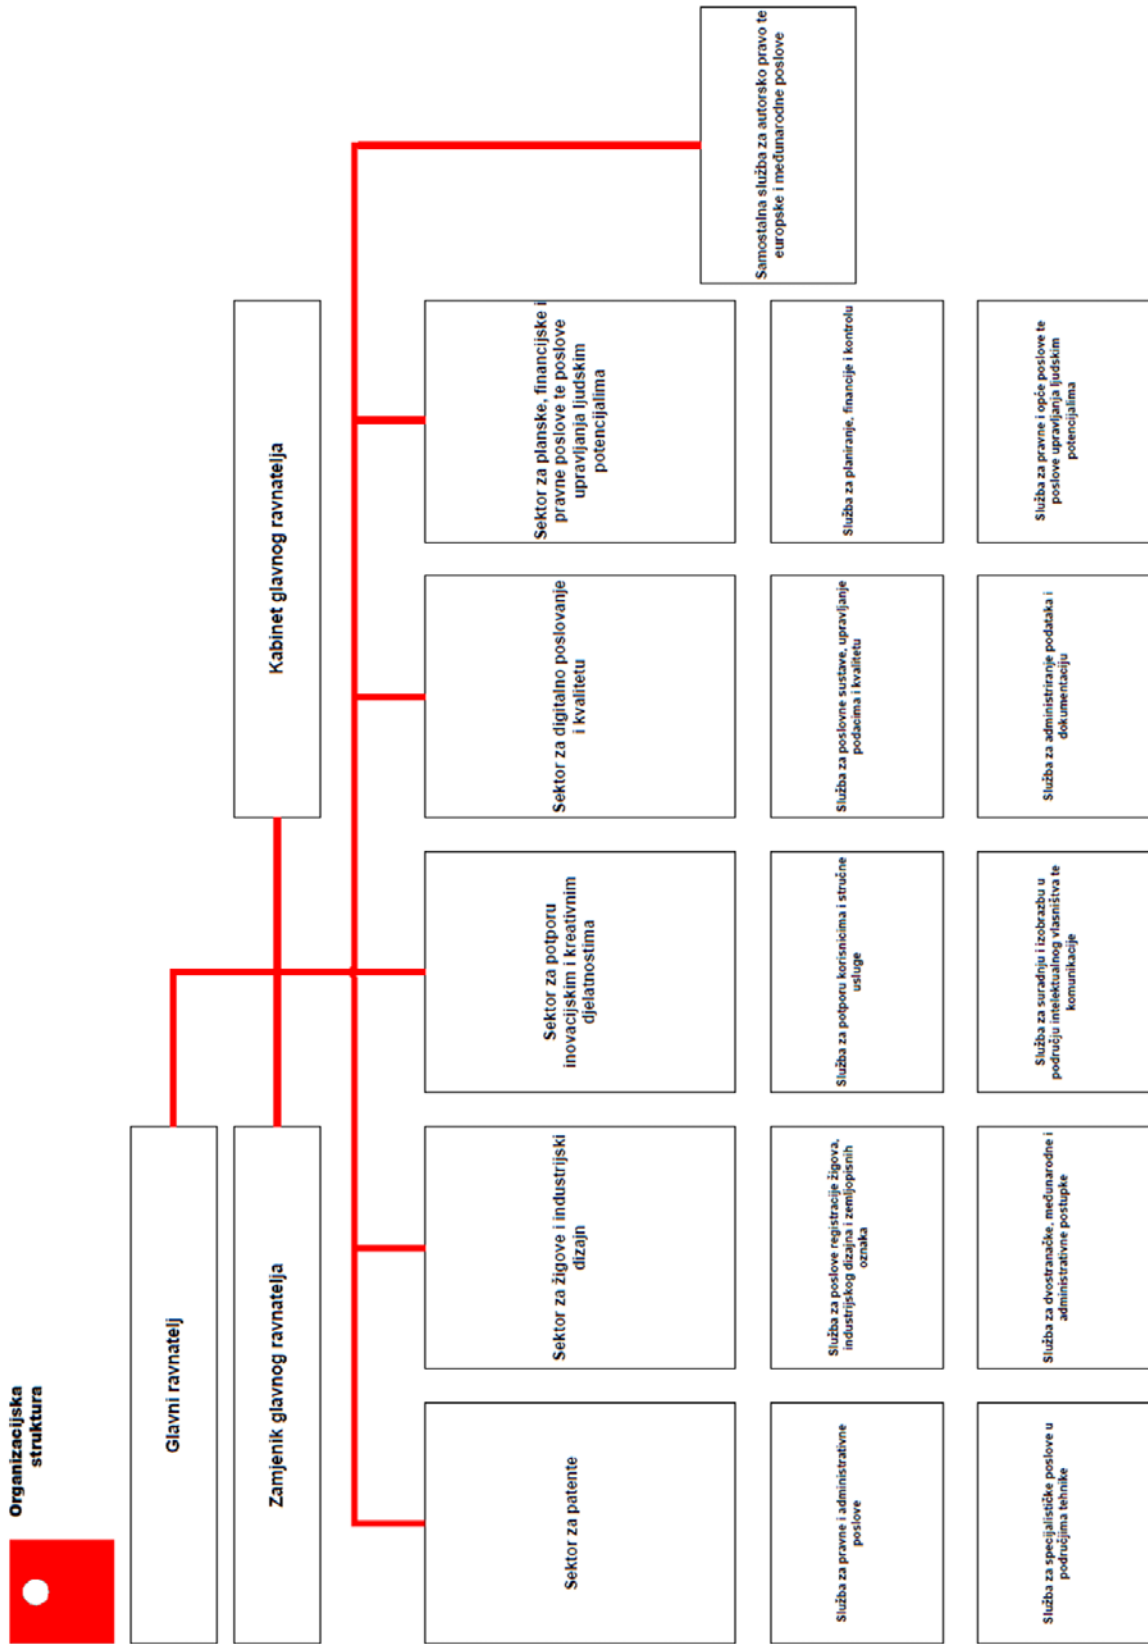 Organizacijska
struktura
Glavni ravnatelj
Zamjenik glavnog ravnatelja
Kabinet glavnog ravnatelja
Sektor za patente
Sektor za žigove i industrijski
dizajn
Sektor za potporu
inovacijskim i kreativnim
djelatnostima
Sektor za digitalno poslovanje
i kvalitetu
Sektor za planske, financijske i
pravne poslove te poslove
upravljanja ljudskim
potencijalima
Samostalna služba za autorsko pravo te
europske i međunarodne poslove
Služba za pravne i administrativne
poslove
Služba za poslove registracije žigova,
industrijskog dizajna i zemljopisnih
oznaka
Služba za potporu korisnicima i stručne
usluge
Služba za poslovne sustave, upravljanje
podacima i kvalitetu
Služba za planiranje, financije i kontrolu
Služba za specijalističke poslove u
područjima tehnike
Služba za dvostranačke, međunarodne i
administrativne postupke
Služba za suradnju i izobrazbu u
području intelektualnog vlasništva te
komunikacije
Služba za administriranje podataka i
dokumentaciju
Služba za pravne i opće poslove te
poslove upravljanja ljudskim
potencijalima